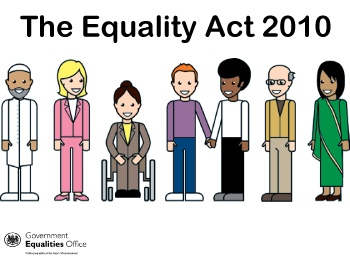 The Equality Act 2010
Government
Equalities Office